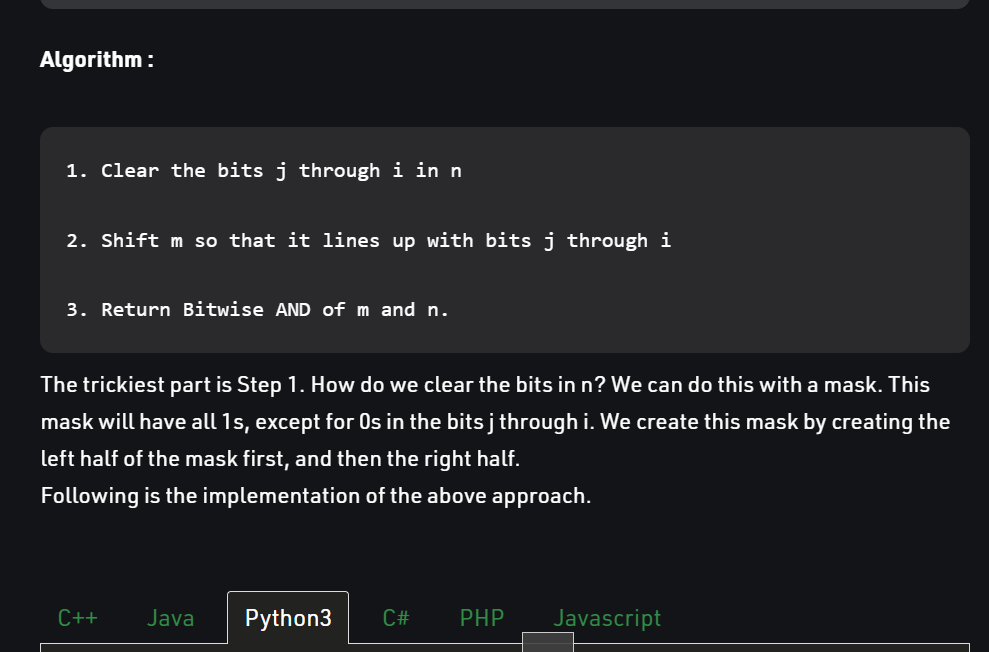 Algorithm :
1. Clear the bits j through i in n
2. Shift m so that it lines up with bits j through i
3. Return Bitwise AND of m and n.
The trickiest part is Step 1. How do we clear the bits in n? We can do this with a mask. This
mask will have all 1s, except for 0s in the bits j through i. We create this mask by creating the
left half of the mask first, and then the right half.
Following is the implementation of the above approach.
C++ Java Python3 C# PHP Javascript